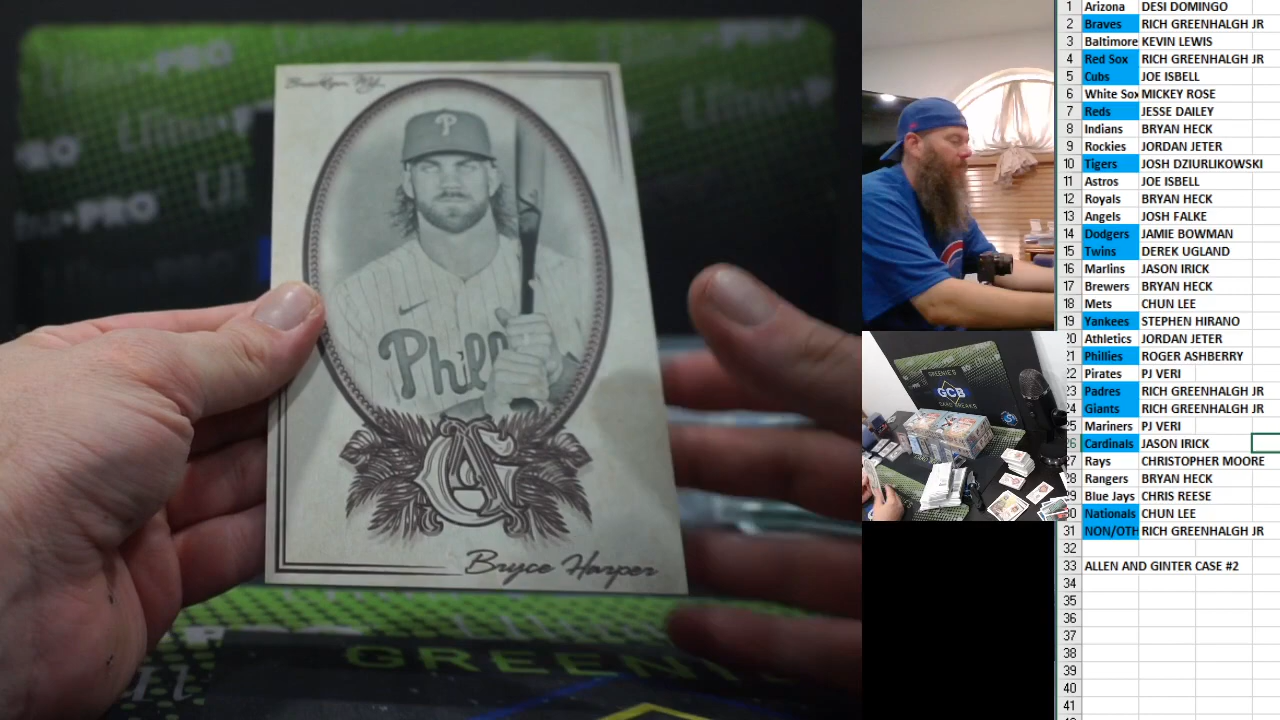 Bryce Harper
Phill
P
GREENIE'S
GCB
CARD BREAKS
GREEN
PRO
1 Arizona DESI DOMINGO
2 Braves RICH GREENHALGH JR
3 Baltimore KEVIN LEWIS
4 Red Sox RICH GREENHALGH JR
5 Cubs JOE ISBELL
6 White Sox MICKEY ROSE
7 Reds JESSE DAILEY
8 Indians BRYAN HECK
9 Rockies JORDAN JETER
10 Tigers JOSH DZIURLIKOWSKI
11 Astros JOE ISBELL
12 Royals BRYAN HECK
13 Angels JOSH FALKE
14 Dodgers JAMIE BOWMAN
15 Twins DEREK UGLAND
16 Marlins JASON IRICK
17 Brewers BRYAN HECK
18 Mets CHUN LEE
19 Yankees STEPHEN HIRANO
20 Athletics JORDAN JETER
21 Phillies ROGER ASHBERRY
22 Pirates PJ VERI
23 Padres RICH GREENHALGH JR
24 Giants RICH GREENHALGH JR
25 Mariners PJ VERI
26 Cardinals JASON IRICK
27 Rays CHRISTOPHER MOORE
28 Rangers BRYAN HECK
29 Blue Jays CHRIS REESE
30 Nationals CHUN LEE
31 NON/OTH RICH GREENHALGH JR
32
33 ALLEN AND GINTER CASE #2
34
35
36
37
38
39
40
41